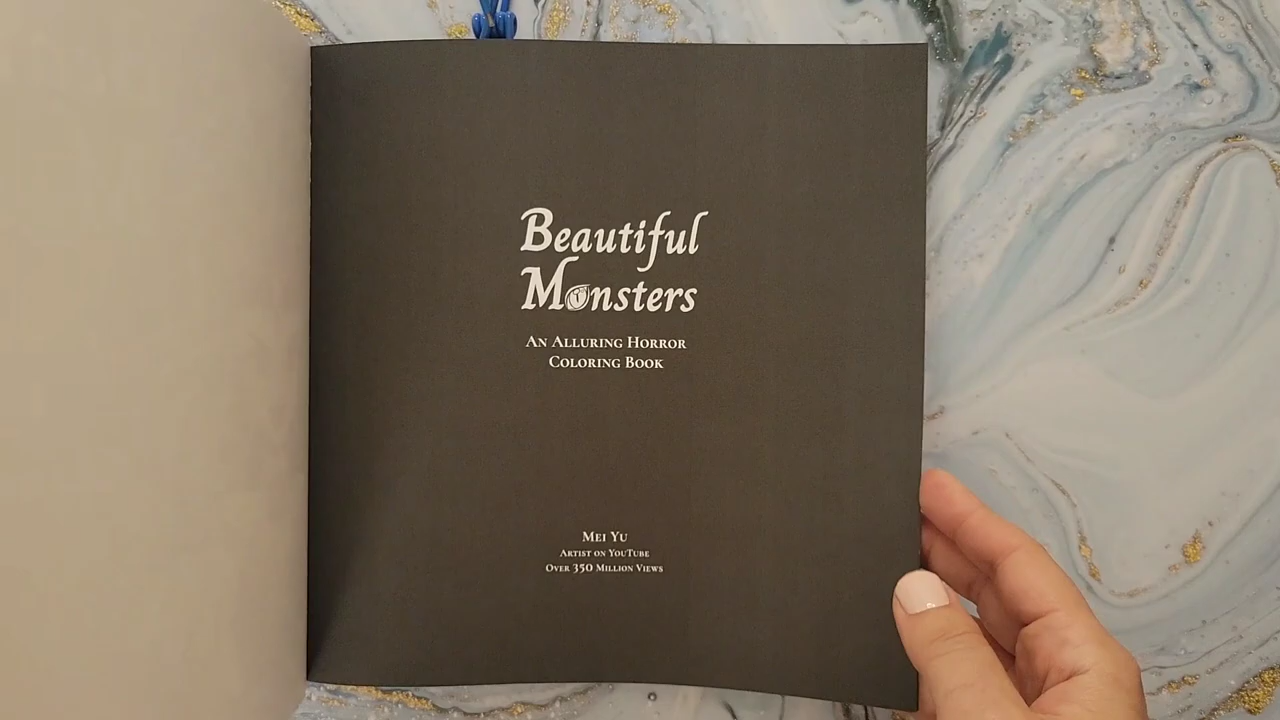 Beautiful
Monsters
An Alluring Horror
Coloring Book
Mei Yu
Artist on YouTube
Over 350 Million Views